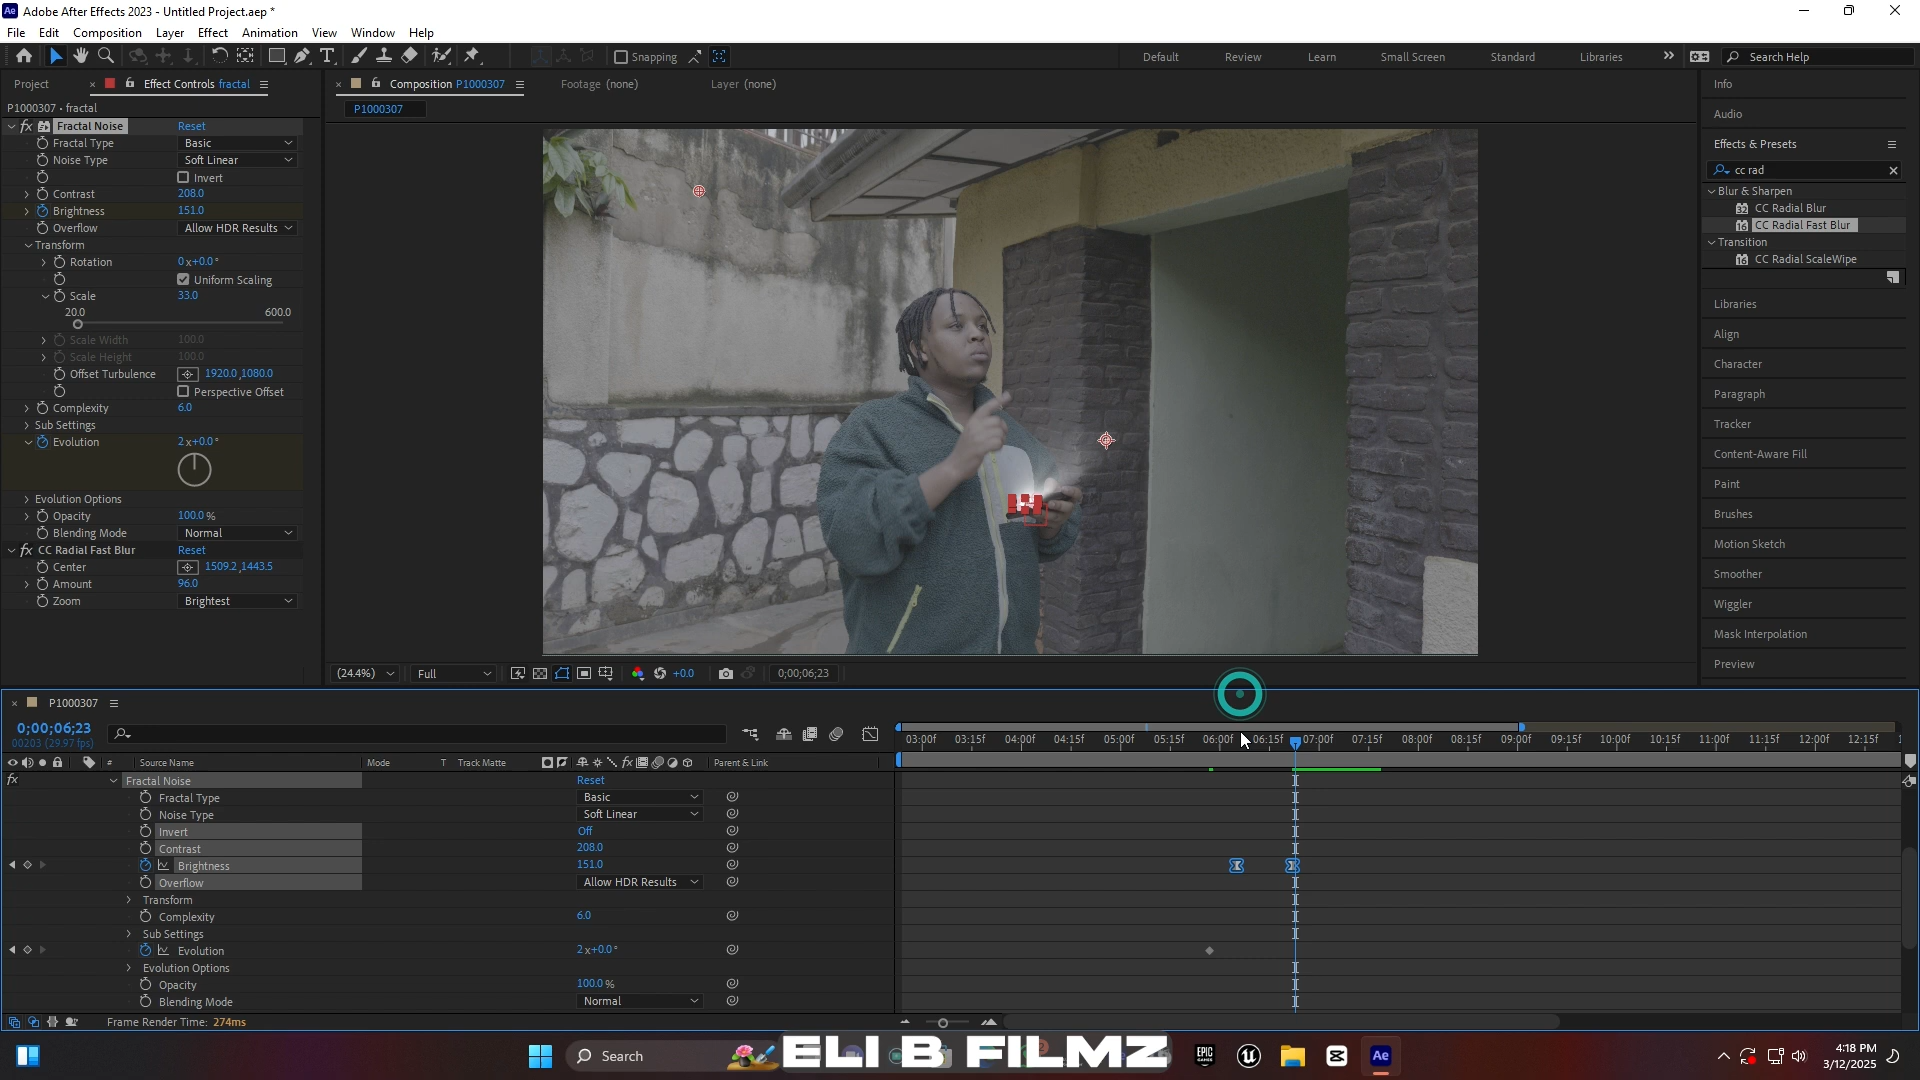 Adobe After Effects 2023 - Untitled Project.aep *
File Edit Composition Layer Effect Animation View Window Help
Snapping
Default Review Learn Small Screen Standard Libraries
Search Help
Project
Effect Controls fractal
P1000307 • fractal
Fractal Noise Reset
Fractal Type Basic
Noise Type Soft Linear
Invert
Contrast 208.0
Brightness 151.0
Overflow Allow HDR Results
Transform
Rotation 0x+0.0°
Uniform Scaling
Scale 33.0
20.0 600.0
Scale Width 100.0
Scale Height 100.0
Offset Turbulence 1920.0,1080.0
Perspective Offset
Complexity 6.0
Sub Settings
Evolution 2x+0.0°
Evolution Options
Opacity 100.0 %
Blending Mode Normal
CC Radial Fast Blur Reset
Center 1509.2,1443.5
Amount 96.0
Zoom Brightest
Composition P1000307
Footage (none)
Layer (none)
P1000307
(24.4%) Full +0.0 0;00;06;23
Info
Audio
Effects & Presets
cc rad
Blur & Sharpen
32 CC Radial Blur
16 CC Radial Fast Blur
Transition
16 CC Radial ScaleWipe
Libraries
Align
Character
Paragraph
Tracker
Content-Aware Fill
Paint
Brushes
Motion Sketch
Smoother
Wiggler
Mask Interpolation
Preview
P1000307
0;00;06;23
00203 (29.97 fps)
03:00f 03:15f 04:00f 04:15f 05:00f 05:15f 06:00f 06:15f 07:00f 07:15f 08:00f 08:15f 09:00f 09:15f 10:00f 10:15f 11:00f 11:15f 12:00f 12:15f
# Source Name Mode T Track Matte Parent & Link
fx Fractal Noise Reset
Fractal Type Basic
Noise Type Soft Linear
Invert Off
Contrast 208.0
Brightness 151.0
Overflow Allow HDR Results
Transform
Complexity 6.0
Sub Settings
Evolution 2x+0.0°
Evolution Options
Opacity 100.0 %
Blending Mode Normal
Frame Render Time: 274ms
Search
ELI B FILMZ
EPIC GAMES
Ae
4:18 PM
3/12/2025